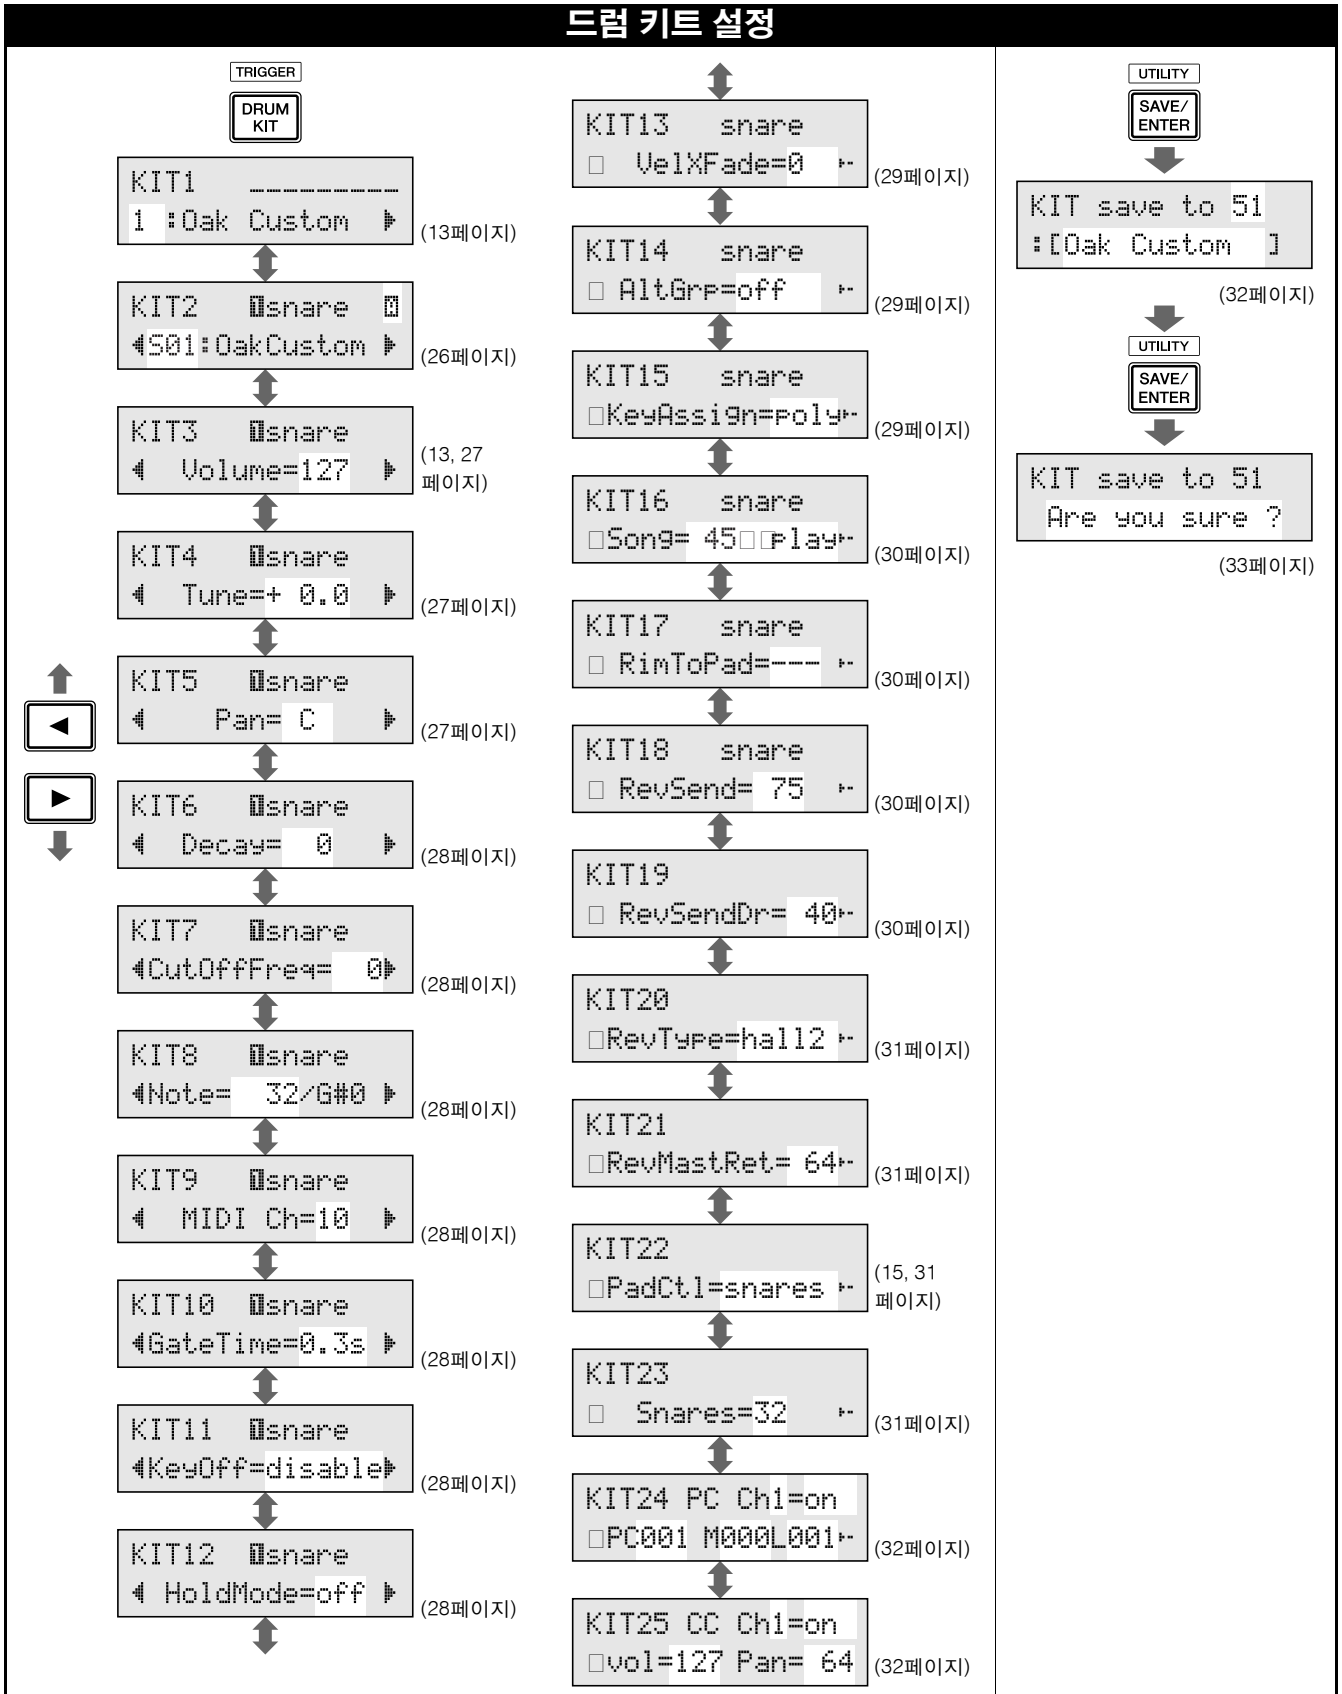 드럼 키트 설정
TRIGGER
DRUM
KIT
KIT1 _________
1 :Oak Custom
(13페이지)
KIT2 1snare
S01:OakCustom
(26페이지)
KIT3 1snare
Volume=127
(13, 27
페이지)
KIT4 1snare
Tune=+ 0.0
(27페이지)
KIT5 1snare
Pan= C
(27페이지)
KIT6 1snare
Decay= 0
(28페이지)
KIT7 1snare
CutOffFreq= 0
(28페이지)
KIT8 1snare
Note= 32/G#0
(28페이지)
KIT9 1snare
MIDI Ch=10
(28페이지)
KIT10 1snare
GateTime=0.3s
(28페이지)
KIT11 1snare
KeyOff=disable
(28페이지)
KIT12 1snare
HoldMode=off
(28페이지)
KIT13 snare
VelXFade=0
(29페이지)
KIT14 snare
AltGrp=off
(29페이지)
KIT15 snare
KeyAssign=poly
(29페이지)
KIT16 snare
Song= 45 play
(30페이지)
KIT17 snare
RimToPad=---
(30페이지)
KIT18 snare
RevSend= 75
(30페이지)
KIT19
RevSendDr= 40
(30페이지)
KIT20
RevType=hall2
(31페이지)
KIT21
RevMastRet= 64
(31페이지)
KIT22
PadCtl=snares
(15, 31
페이지)
KIT23
Snares=32
(31페이지)
KIT24 PC Ch1=on
PC001 M000L001
(32페이지)
KIT25 CC Ch1=on
vol=127 Pan= 64
(32페이지)
UTILITY
SAVE/
ENTER
KIT save to 51
:[Oak Custom ]
(32페이지)
UTILITY
SAVE/
ENTER
KIT save to 51
Are you sure ?
(33페이지)